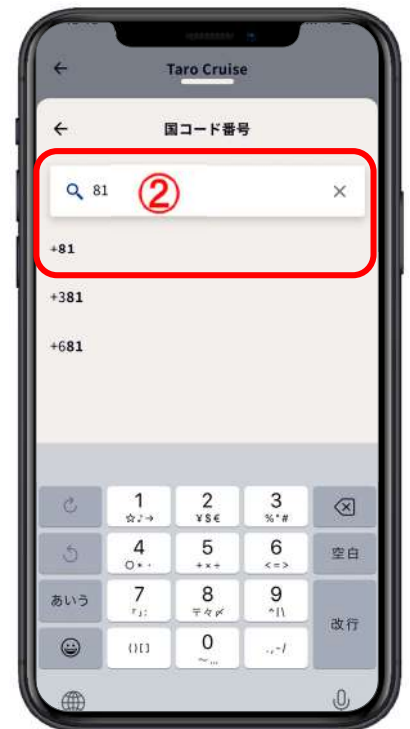 Taro Cruise
国コード番号
81 ②
+81
+381
+681
1 2 3
☆♪→ ¥$€ %°#
4 5 6 空白
○*・ +×÷ <=>
あいう 7 8 9
「」: 〒々〆 ^|\
改行
()[] 0 .,-/
~…